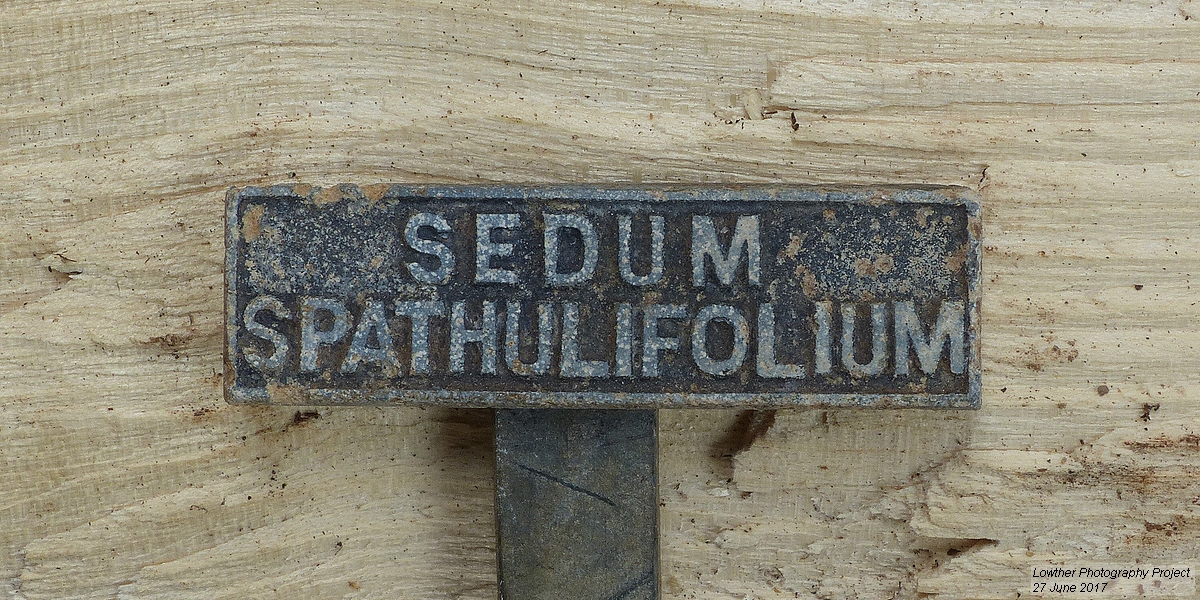 SEDUM
SPATHULIFOLIUM
Lowther Photography Project
27 June 2017